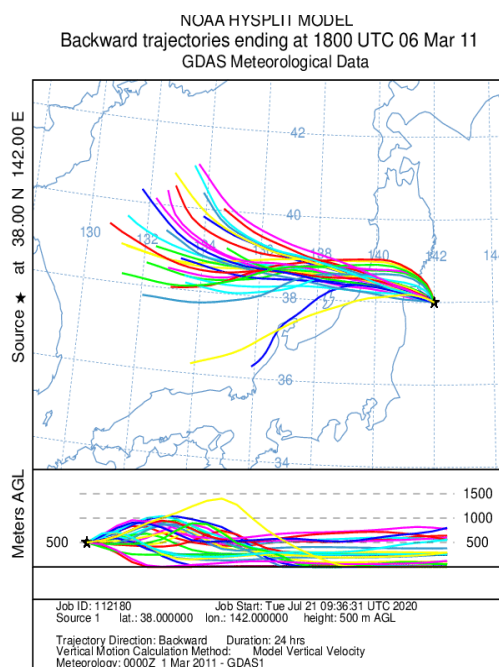 NOAA HYSPLIT MODEL
Backward trajectories ending at 1800 UTC 06 Mar 11
GDAS Meteorological Data
Source ★ at 38.00 N 142.00 E
42
40
130
132
134
138
140
142
144
38
36
34
Meters AGL
500
1500
1000
500
Job ID: 112180 Job Start: Tue Jul 21 09:36:31 UTC 2020
Source 1 lat.: 38.000000 lon.: 142.000000 height: 500 m AGL
Trajectory Direction: Backward Duration: 24 hrs
Vertical Motion Calculation Method: Model Vertical Velocity
Meteorology: 0000Z 1 Mar 2011 - GDAS1